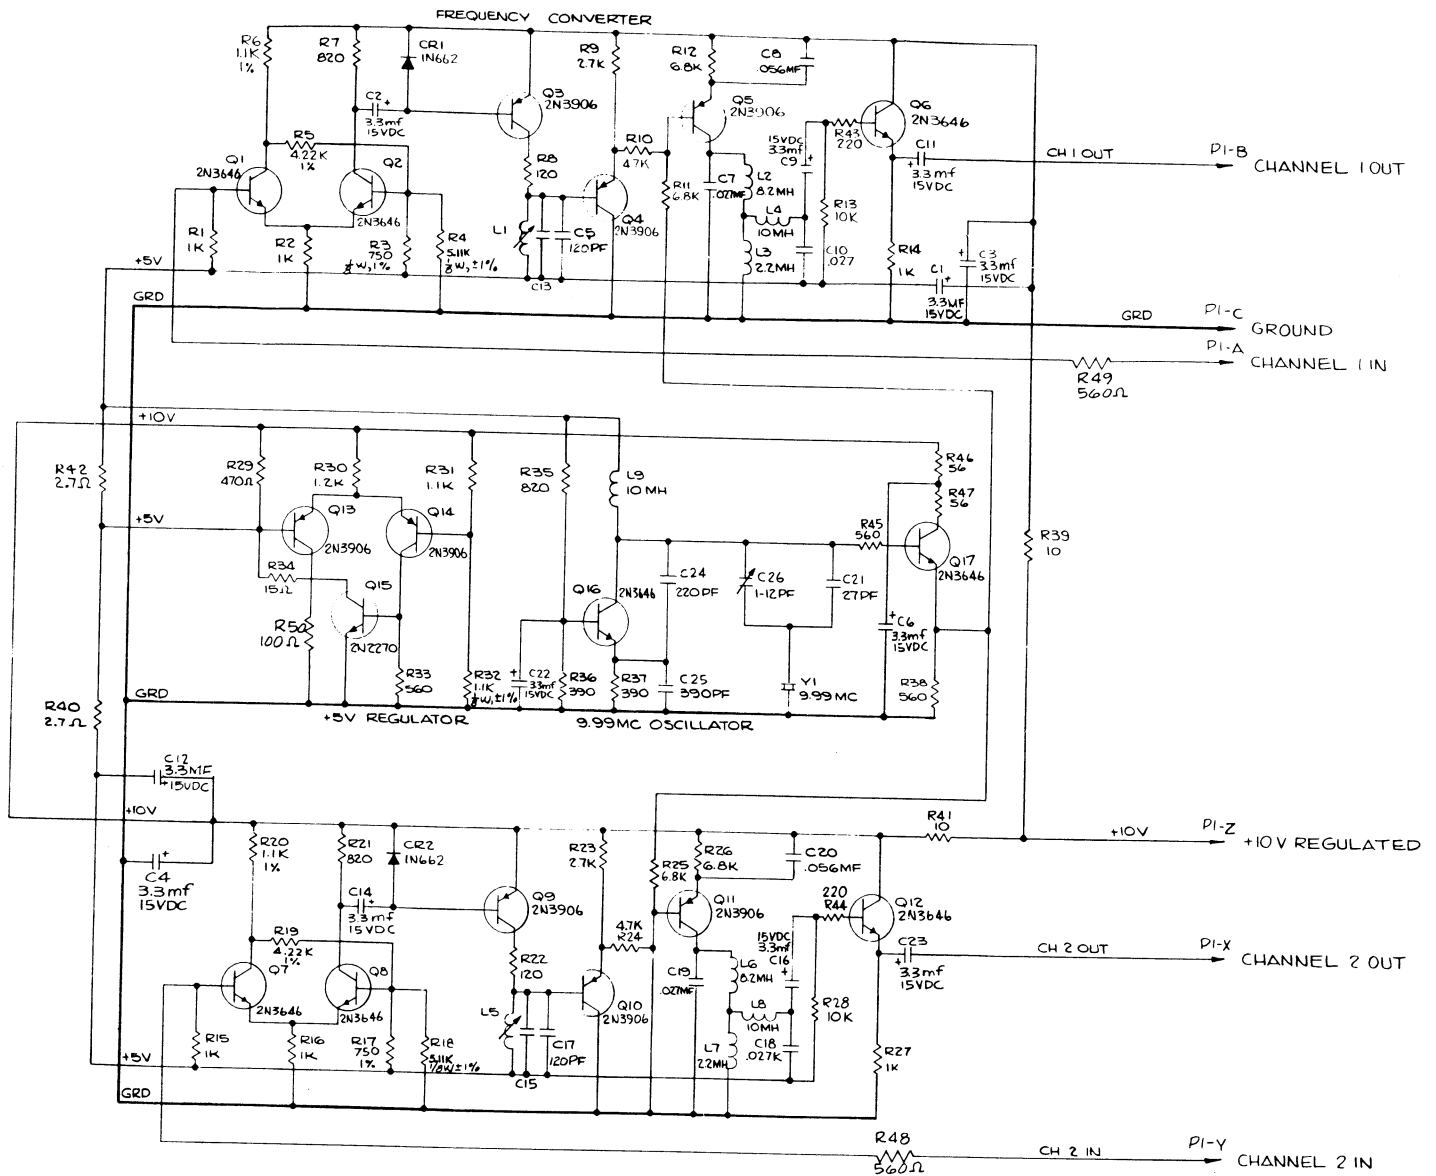 FREQUENCY CONVERTER
R6
1.1K
1%
R7
820
CR1
1N662
C2 +
3.3mf
15VDC
Q3
2N3906
R9
2.7K
R12
6.8K
C8
.056MF
Q5
2N3906
Q6
2N3646
R5
4.22K
1%
Q1
2N3646
Q2
2N3646
R8
120
R10
47K
R11
6.8K
15VDC
3.3mf
C9
+
R43
220
C11
+
3.3mf
15VDC
CH 1 OUT
P1-B
CHANNEL 1 OUT
C7
.027MF
L2
8.2MH
L4
10MH
R13
10K
Q4
2N3906
L1
C5
120PF
C13
R1
1K
R2
1K
R3
750
1/8W,1%
R4
5.11K
1/8W,±1%
L3
2.2MH
C10
.027
R14
1K
C1
+
3.3MF
15VDC
+
C3
3.3mf
15VDC
+5V
GRD
GRD
P1-C
GROUND
P1-A
CHANNEL 1 IN
R49
560Ω
+10V
R42
2.7Ω
R29
470Ω
R30
1.2K
R31
1.1K
R35
820
L9
10MH
R46
56
R47
56
+5V
Q13
2N3906
Q14
2N3906
R45
560
Q17
2N3646
R39
10
R34
15Ω
Q15
2N2270
Q16
2N3646
C24
220PF
C26
1-12PF
C21
27PF
+
C6
3.3mf
15VDC
R50
100Ω
R33
560
R32
1.1K
1/8W,±1%
+
C22
3.3mf
15VDC
R36
390
R37
390
C25
390PF
Y1
9.99MC
R38
560
GRD
+5V REGULATOR
9.99MC OSCILLATOR
R40
2.7Ω
C12
3.3MF
+15VDC
+10V
C4
+
3.3mf
15VDC
R20
1.1K
1%
R21
820
CR2
1N662
C14
+
3.3mf
15VDC
Q9
2N3906
R23
2.7K
R25
6.8K
R26
6.8K
C20
.056MF
R41
10
+10V
P1-Z
+10V REGULATED
Q11
2N3906
220
R44
Q12
2N3646
R19
4.22K
1%
Q7
2N3646
Q8
2N3646
R22
120
4.7K
R24
15VDC
3.3mf
C16
+
C23
+
3.3mf
15VDC
CH 2 OUT
P1-X
CHANNEL 2 OUT
C19
.027MF
L6
8.2MH
L8
10MH
R28
10K
Q10
2N3906
L5
C17
120PF
C15
R15
1K
R16
1K
R17
750
1%
R18
5.11K
1/8W±1%
L7
2.2MH
C18
.027K
R27
1K
+5V
GRD
R48
560Ω
CH 2 IN
P1-Y
CHANNEL 2 IN